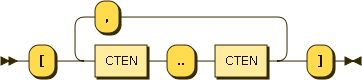 ,
[ CTEN .. CTEN ]